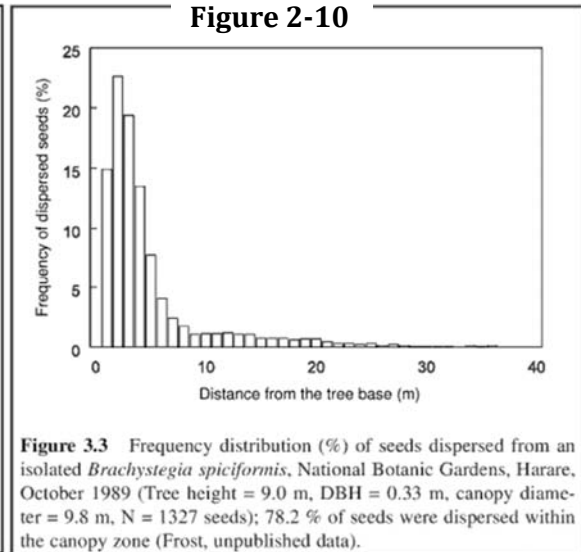 Figure 2-10
25
20
15
10
5
0
Frequency of dispersed seeds (%)
0 10 20 30 40
Distance from the tree base (m)
Figure 3.3 Frequency distribution (%) of seeds dispersed from an
isolated Brachystegia spiciformis, National Botanic Gardens, Harare,
October 1989 (Tree height = 9.0 m, DBH = 0.33 m, canopy diame-
ter = 9.8 m, N = 1327 seeds); 78.2 % of seeds were dispersed within
the canopy zone (Frost, unpublished data).